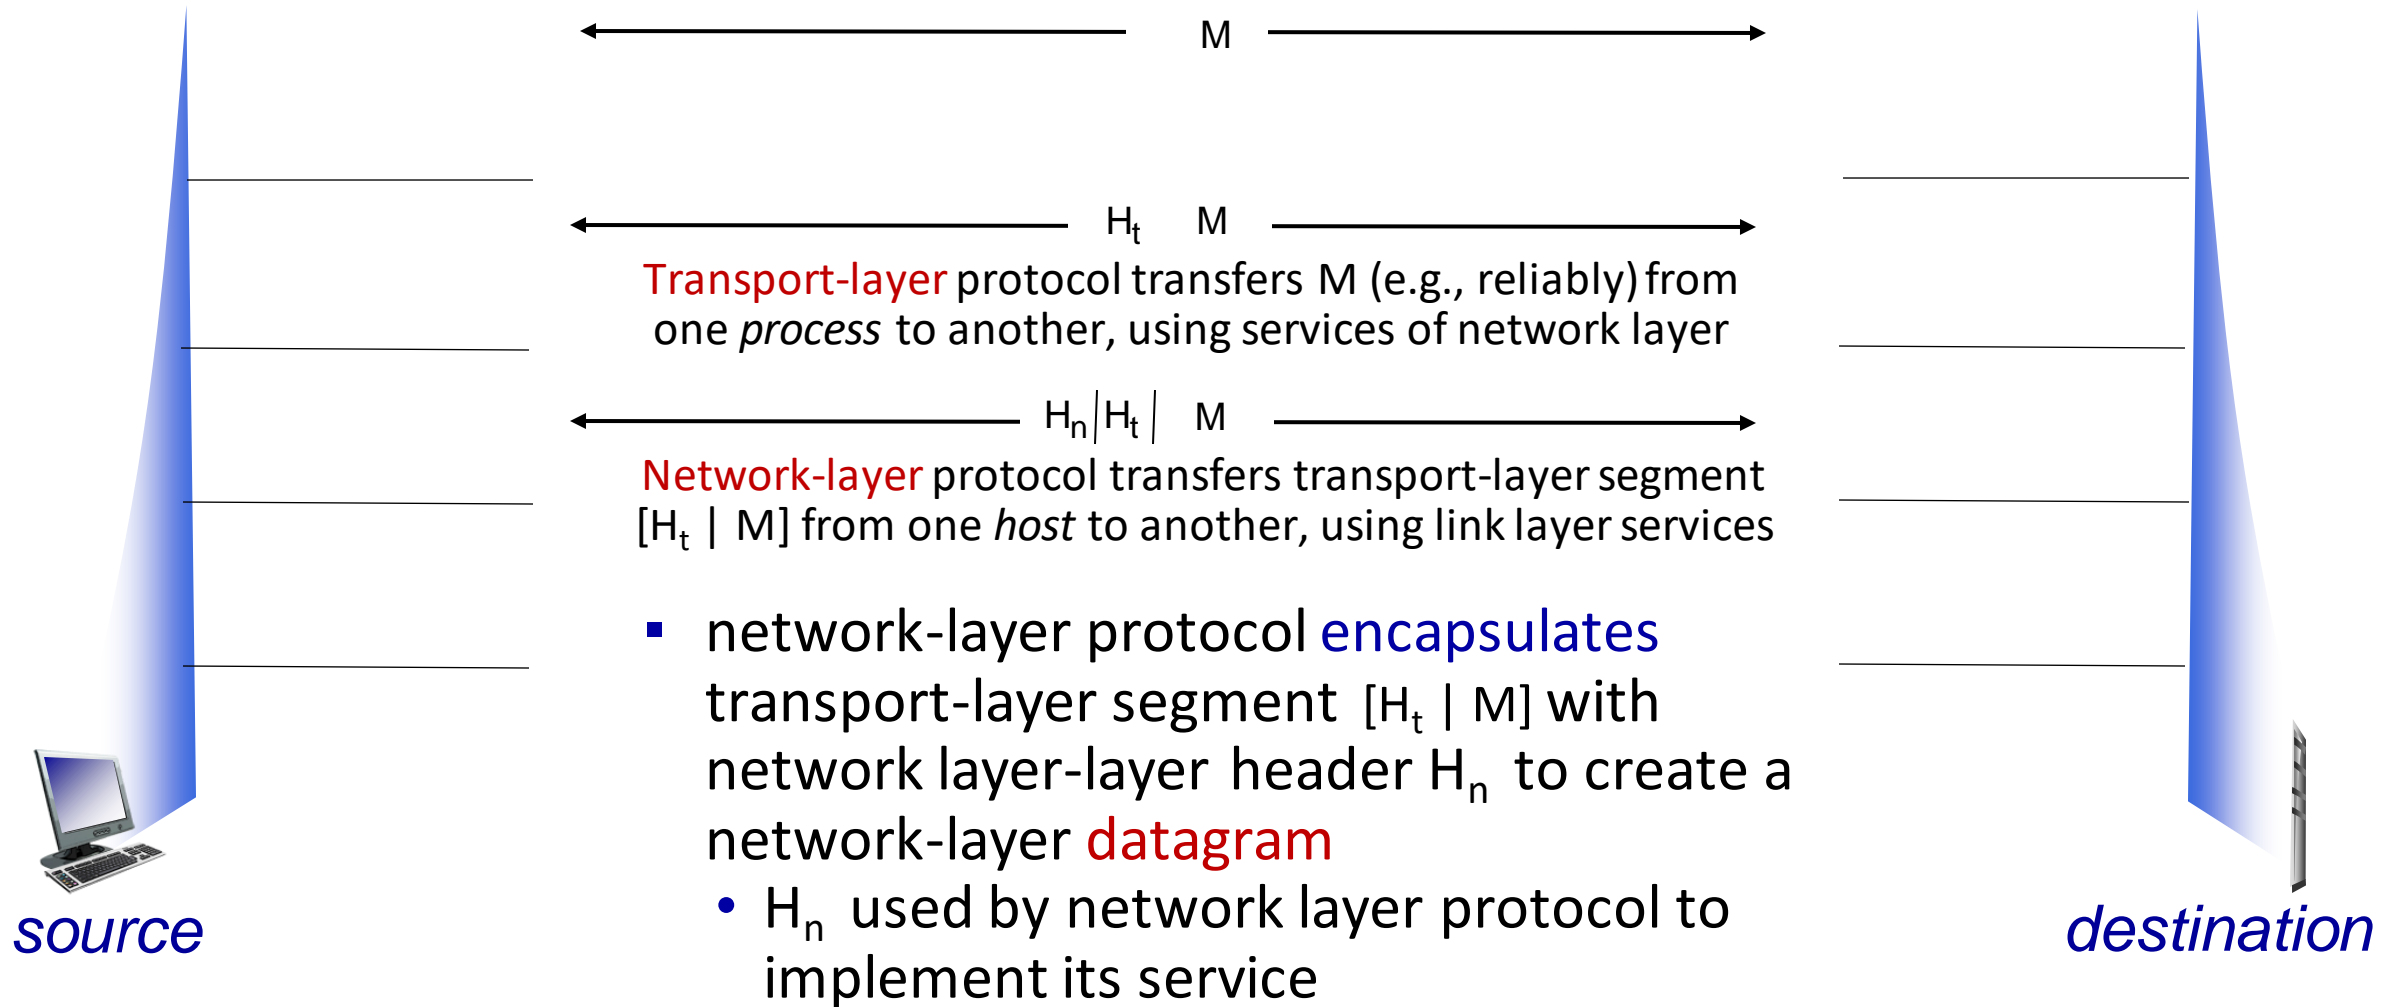 M
Ht M
Transport-layer protocol transfers M (e.g., reliably) from
one process to another, using services of network layer
Hn|Ht | M
Network-layer protocol transfers transport-layer segment
[Ht | M] from one host to another, using link layer services
▪ network-layer protocol encapsulates
transport-layer segment [Ht | M] with
network layer-layer header Hn to create a
network-layer datagram
• Hn used by network layer protocol to
implement its service
source
destination